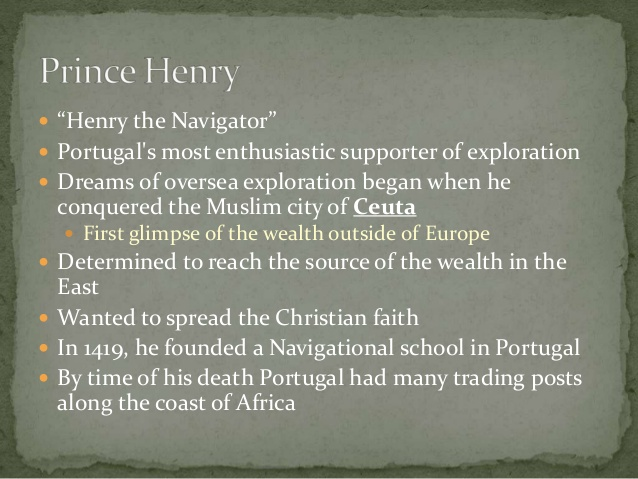 Prince Henry
• “Henry the Navigator”
• Portugal's most enthusiastic supporter of exploration
• Dreams of oversea exploration began when he
conquered the Muslim city of Ceuta
• First glimpse of the wealth outside of Europe
• Determined to reach the source of the wealth in the
East
• Wanted to spread the Christian faith
• In 1419, he founded a Navigational school in Portugal
• By time of his death Portugal had many trading posts
along the coast of Africa